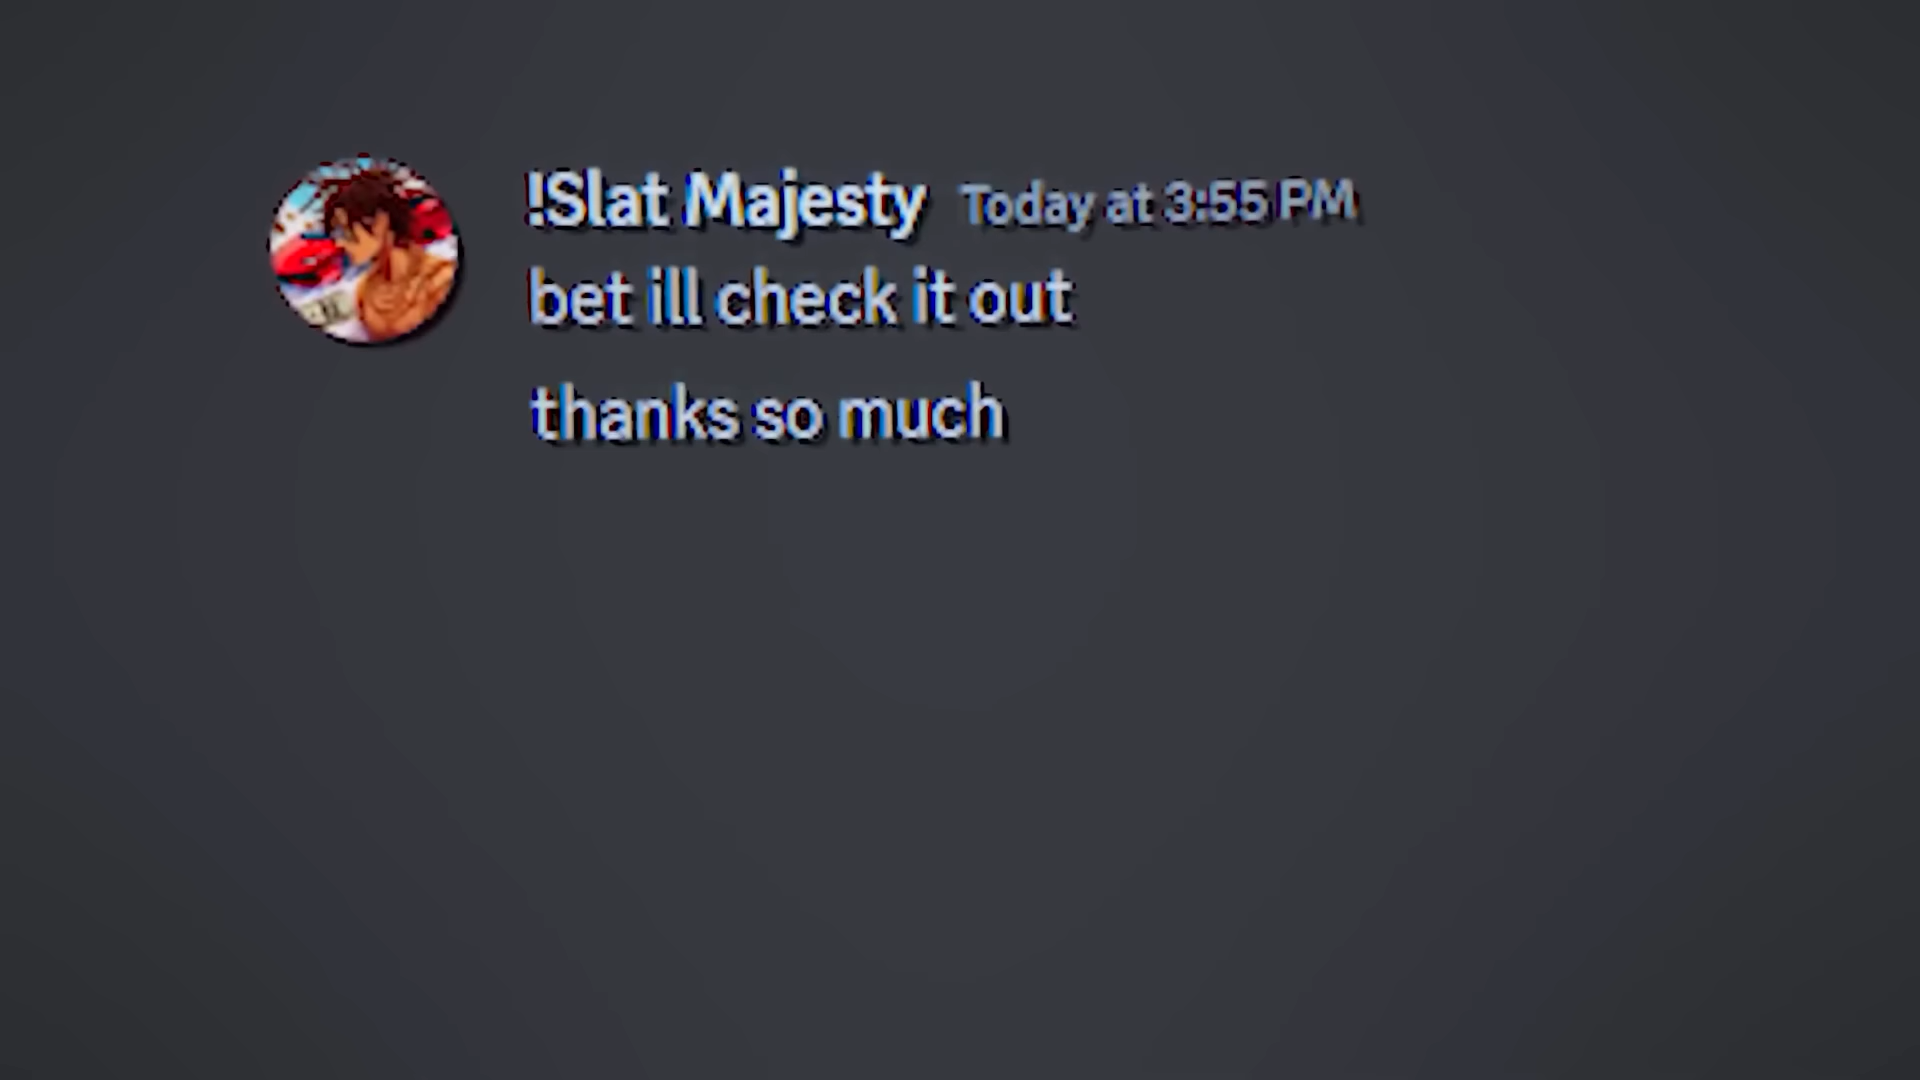 !Slat Majesty Today at 3:55 PM
bet ill check it out
thanks so much